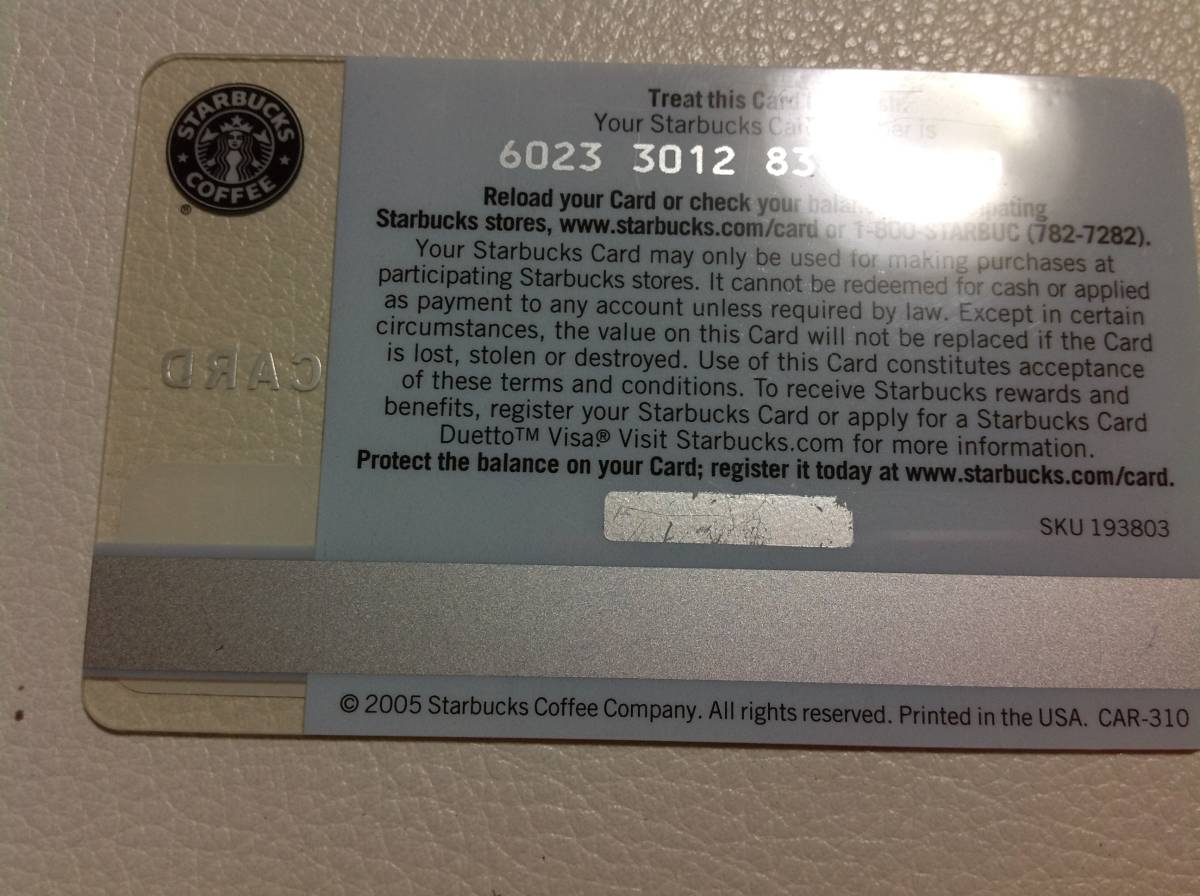 STARBUCKS
COFFEE
®
Treat this Card
Your Starbucks is
6023 3012 83
Reload your Card or check your
Starbucks stores, www.starbucks.com/card or 1-800-STARBUC (782-7282).
Your Starbucks Card may only be used for making purchases at
participating Starbucks stores. It cannot be redeemed for cash or applied
as payment to any account unless required by law. Except in certain
circumstances, the value on this Card will not be replaced if the Card
is lost, stolen or destroyed. Use of this Card constitutes acceptance
of these terms and conditions. To receive Starbucks rewards and
benefits, register your Starbucks Card or apply for a Starbucks Card
Duetto™ Visa® Visit Starbucks.com for more information.
Protect the balance on your Card; register it today at www.starbucks.com/card.
CARD
SKU 193803
© 2005 Starbucks Coffee Company. All rights reserved. Printed in the USA. CAR-310